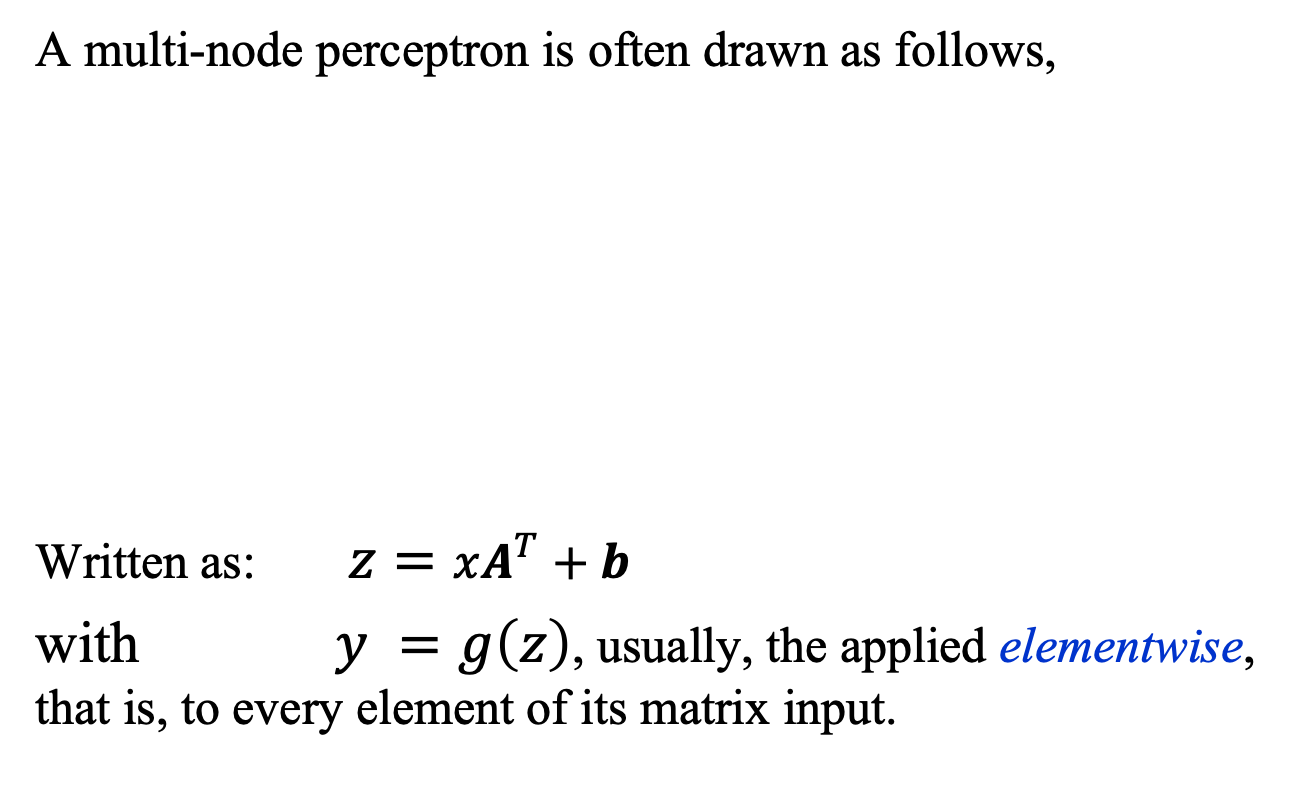 A multi-node perceptron is often drawn as follows,
Written as: z = xAᵀ + b
with y = g(z), usually, the applied elementwise,
that is, to every element of its matrix input.